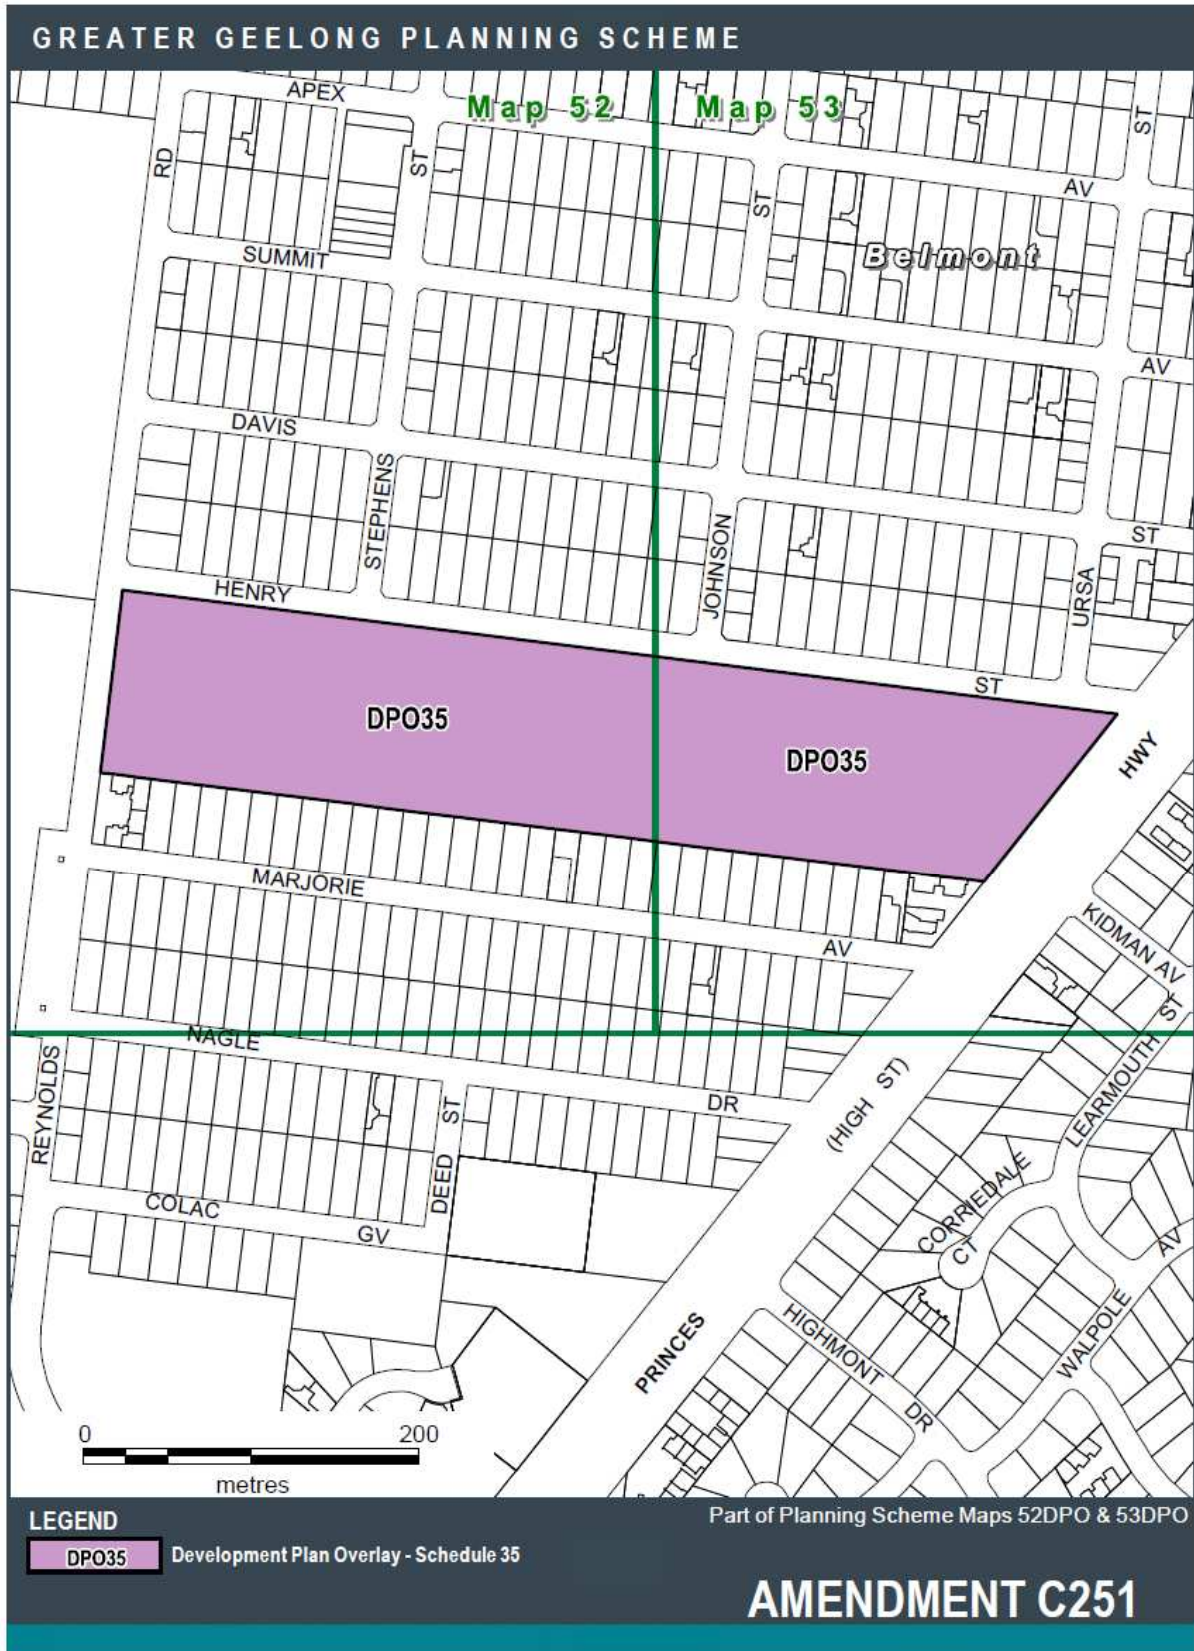 GREATER GEELONG PLANNING SCHEME
APEX
Map 52
Map 53
ST
RD
ST
ST
AV
SUMMIT
Belmont
AV
DAVIS
STEPHENS
JOHNSON
ST
URSA
HENRY
ST
DPO35
DPO35
HWY
MARJORIE
AV
KIDMAN AV
ST
NAGLE
REYNOLDS
DR
(HIGH ST)
LEARMOUTH
ST
DEED
CORRIEDALE
CT
COLAC
GV
AV
WALPOLE
PRINCES
HIGHMONT
DR
0 200
metres
LEGEND
Part of Planning Scheme Maps 52DPO & 53DPO
DPO35 Development Plan Overlay - Schedule 35
AMENDMENT C251